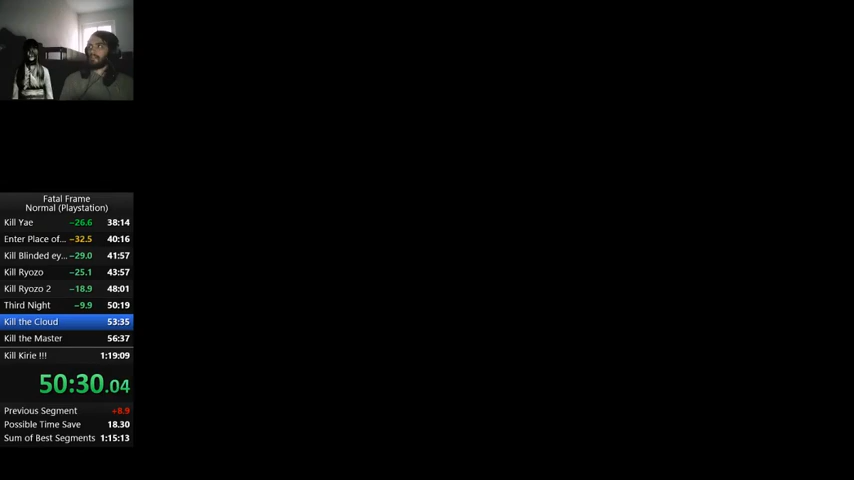 Fatal Frame
Normal (Playstation)
Kill Yae −26.6 38:14
Enter Place of... −32.5 40:16
Kill Blinded ey... −29.0 41:57
Kill Ryozo −25.1 43:57
Kill Ryozo 2 −18.9 48:01
Third Night −9.9 50:19
Kill the Cloud 53:35
Kill the Master 56:37
Kill Kirie !!! 1:19:09
50:30.04
Previous Segment +8.9
Possible Time Save 18.30
Sum of Best Segments 1:15:13